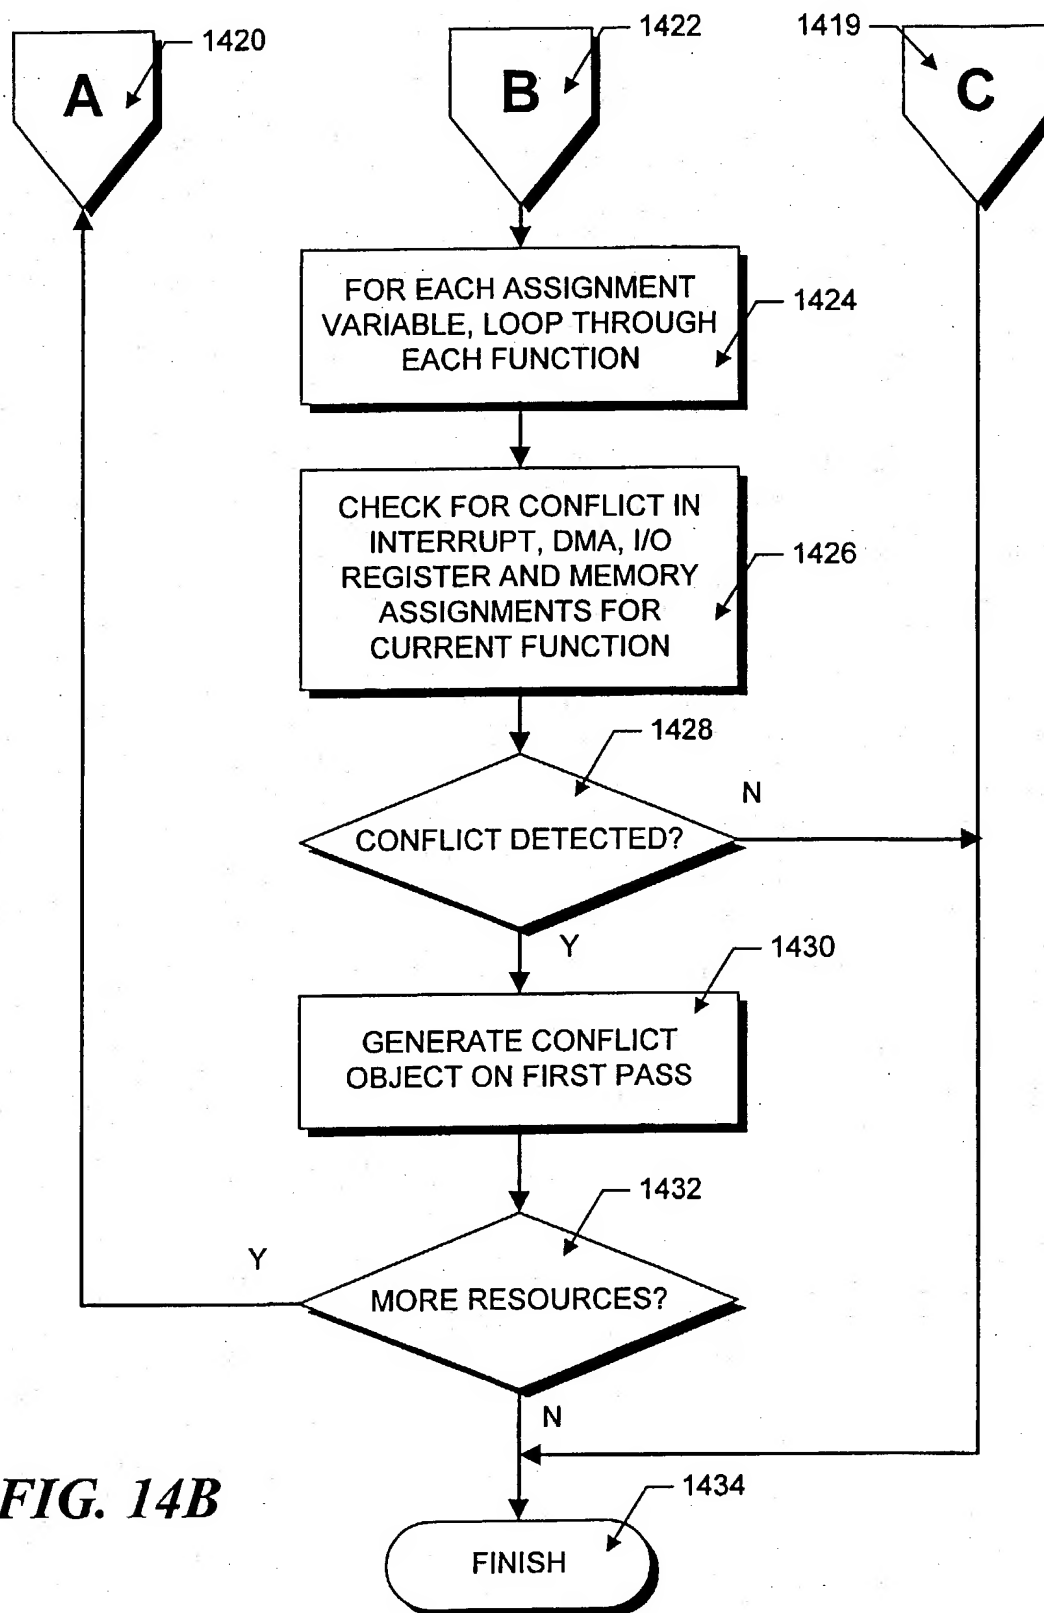 A
1420
B
1422
1419
C
FOR EACH ASSIGNMENT
VARIABLE, LOOP THROUGH
EACH FUNCTION
1424
CHECK FOR CONFLICT IN
INTERRUPT, DMA, I/O
REGISTER AND MEMORY
ASSIGNMENTS FOR
CURRENT FUNCTION
1426
1428
CONFLICT DETECTED?
N
Y
1430
GENERATE CONFLICT
OBJECT ON FIRST PASS
1432
Y
MORE RESOURCES?
N
FIG. 14B
1434
FINISH